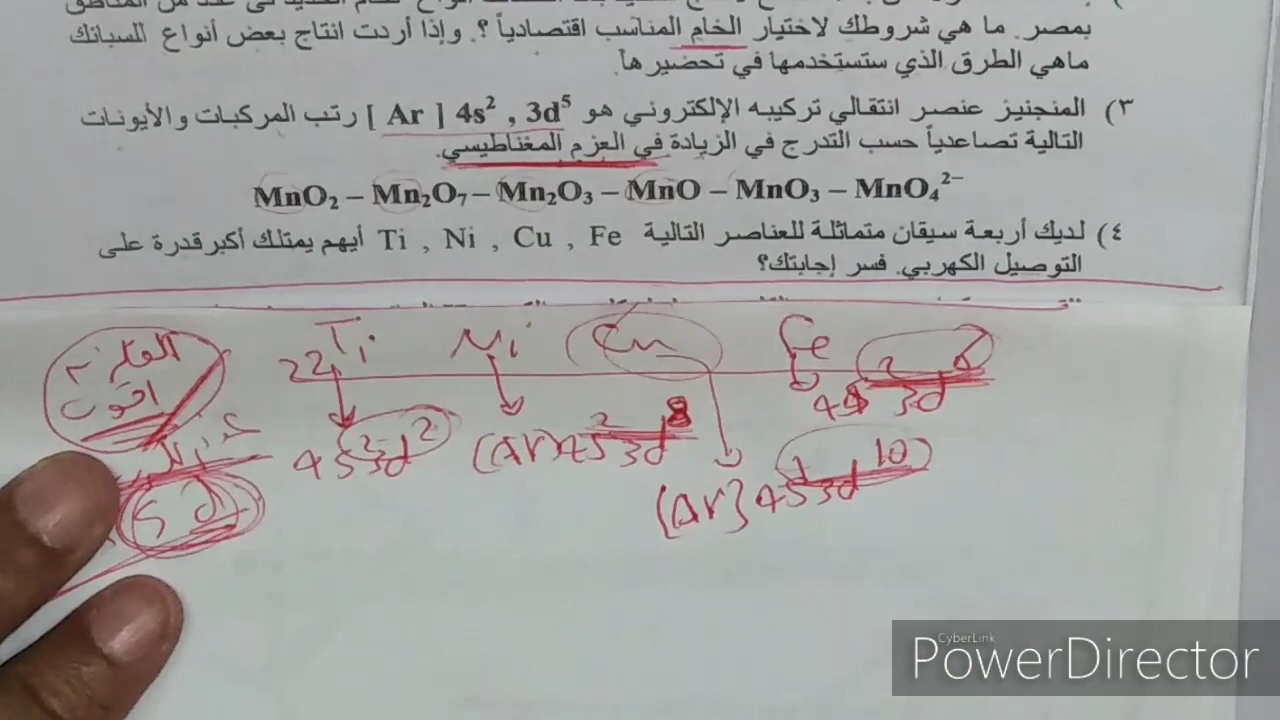 بمصر. ما هي شروطك لاختيار الخام المناسب اقتصادياً ؟. وإذا أردت انتاج بعض أنواع السبائك
ماهي الطرق الذي ستستخدمها في تحضيرها.
٣) المنجنيز عنصر انتقالي تركيبه الإلكتروني هو [ Ar ] 4s², 3d⁵ رتب المركبات والأيونات
التالية تصاعدياً حسب التدرج في الزيادة في العزم المغناطيسي.
MnO₂ – Mn₂O₇ – Mn₂O₃ – MnO – MnO₃ – MnO₄²⁻
٤) لديك أربعة سيقان متماثلة للعناصر التالية Ti , Ni , Cu , Fe أيهم يمتلك أكبر قدرة على
التوصيل الكهربي. فسر إجابتك؟
₂₂Ti Ni Cu Fe
4s² 3d⁶
4s² 3d² (Ar) 4s² 3d⁸
(Ar} 4s¹ 3d¹⁰
s d
CyberLink
PowerDirector